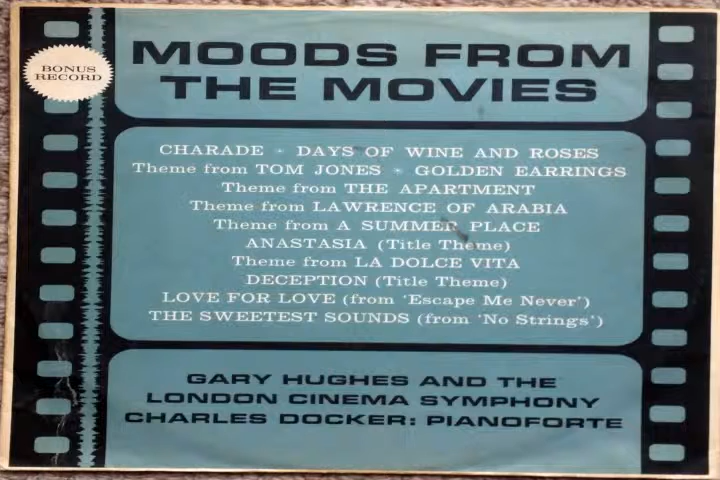 BONUS
RECORD
MOODS FROM
THE MOVIES
CHARADE * DAYS OF WINE AND ROSES
Theme from TOM JONES * GOLDEN EARRINGS
Theme from THE APARTMENT
Theme from LAWRENCE OF ARABIA
Theme from A SUMMER PLACE
ANASTASIA (Title Theme)
Theme from LA DOLCE VITA
DECEPTION (Title Theme)
LOVE FOR LOVE (from 'Escape Me Never')
THE SWEETEST SOUNDS (from 'No Strings')
GARY HUGHES AND THE
LONDON CINEMA SYMPHONY
CHARLES DOCKER: PIANOFORTE